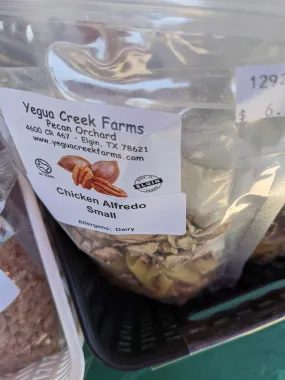 Yegua Creek Farms
Pecan Orchard
4600 CR 467 - Elgin, TX 78621
www.yeguacreekfarms.com
ELGIN
Chicken Alfredo
Small
Allergens: Dairy
1292
$ 6.